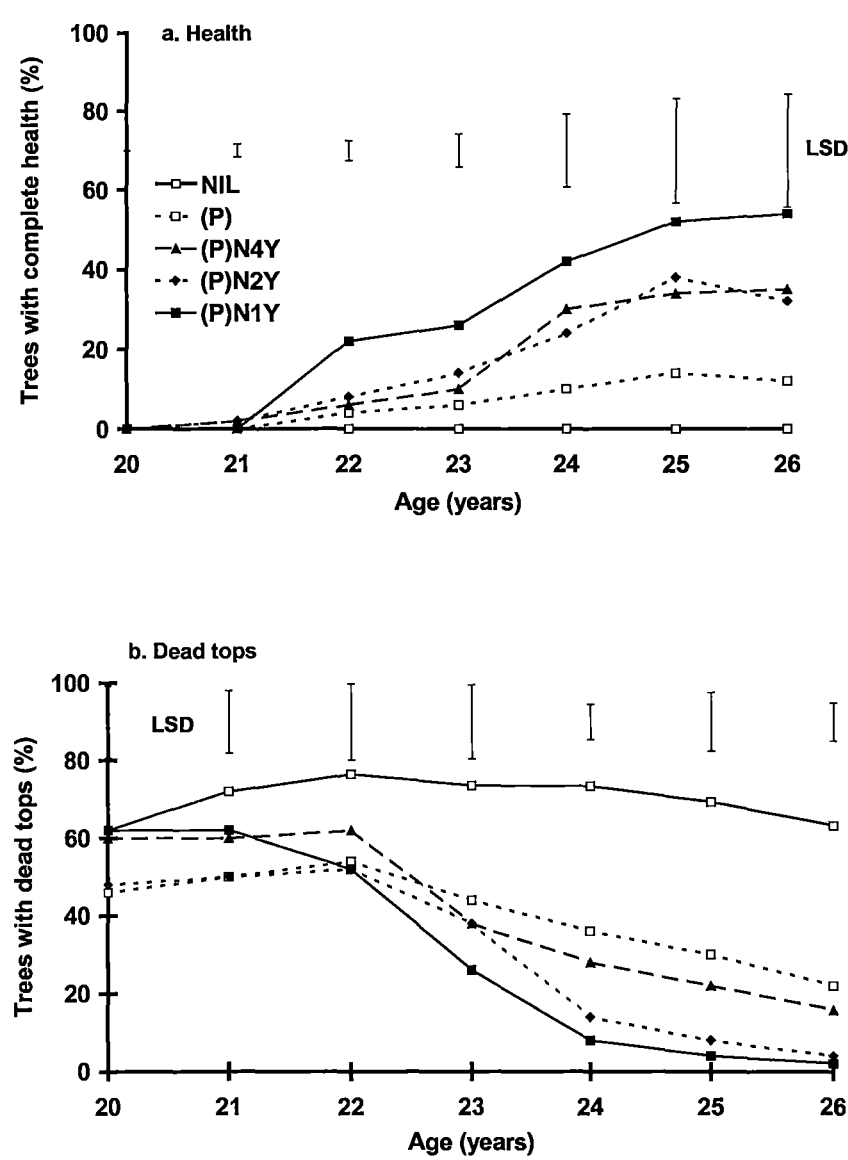 a. Health
Trees with complete health (%)
100
80
60
40
20
0
LSD
NIL
(P)
(P)N4Y
(P)N2Y
(P)N1Y
20 21 22 23 24 25 26
Age (years)
b. Dead tops
Trees with dead tops (%)
100
80
60
40
20
0
LSD
20 21 22 23 24 25 26
Age (years)